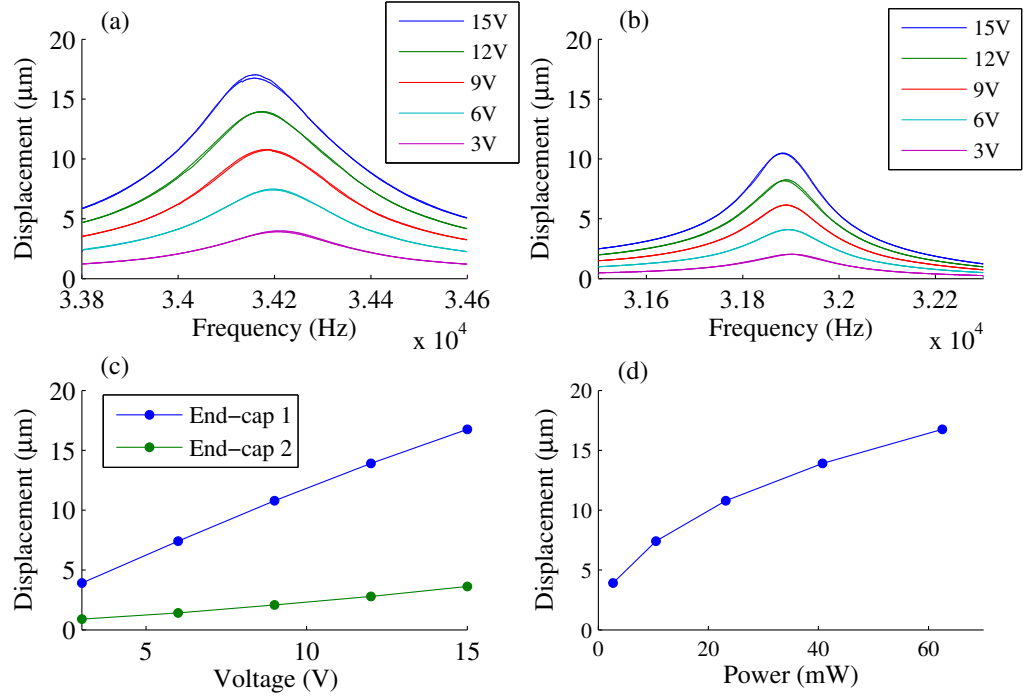 (a)
15V
12V
9V
6V
3V
20
15
10
5
0
Displacement (μm)
3.38
3.4
3.42
3.44
3.46
Frequency (Hz)
x 10⁴
(b)
15V
12V
9V
6V
3V
20
15
10
5
0
Displacement (μm)
3.16
3.18
3.2
3.22
Frequency (Hz)
x 10⁴
(c)
End-cap 1
End-cap 2
20
15
10
5
0
Displacement (μm)
5
10
15
Voltage (V)
(d)
20
15
10
5
0
Displacement (μm)
0
20
40
60
Power (mW)